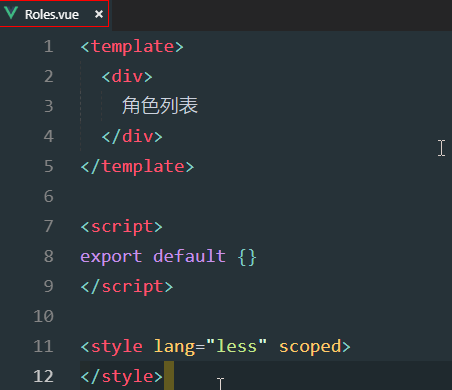 Roles.vue ×
1 <template>
2 <div>
3 角色列表
4 </div>
5 </template>
6
7 <script>
8 export default {}
9 </script>
10
11 <style lang="less" scoped>
12 </style>